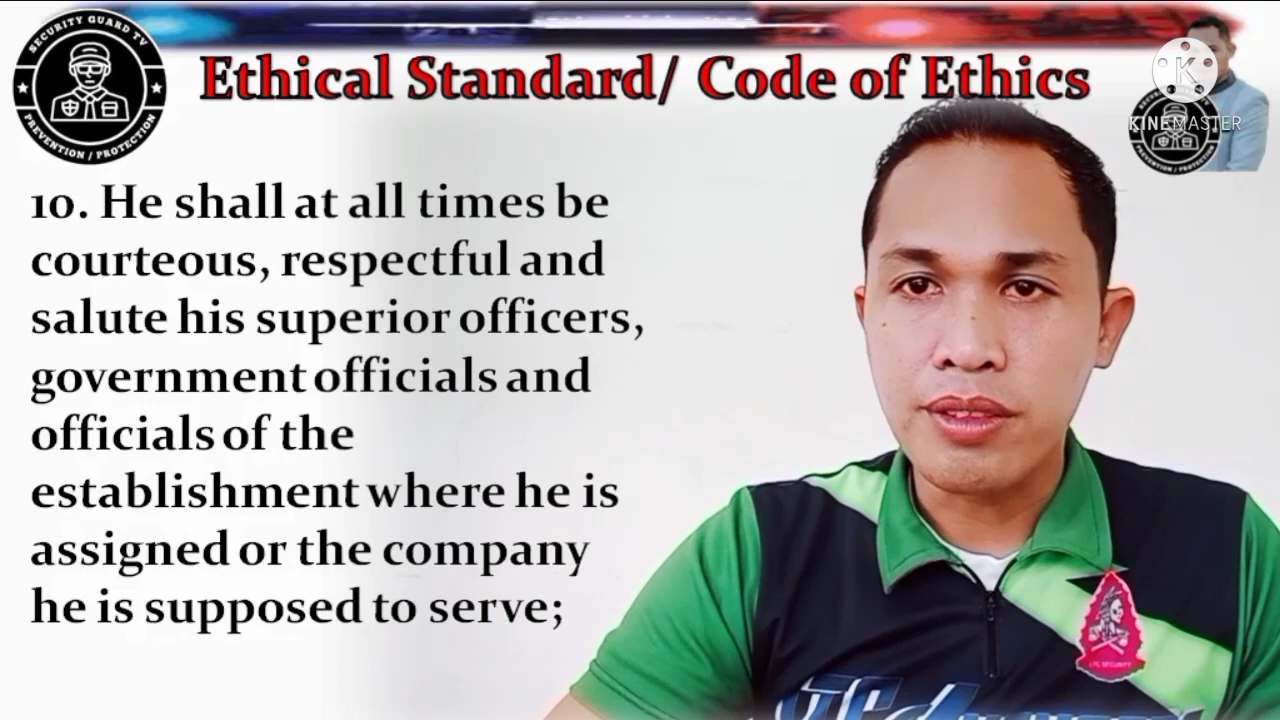 SECURITY GUARD TV
PREVENTION / PROTECTION
Ethical Standard/ Code of Ethics
K
KINEMASTER
10. He shall at all times be
courteous, respectful and
salute his superior officers,
government officials and
officials of the
establishment where he is
assigned or the company
he is supposed to serve;
LTC SECURITY